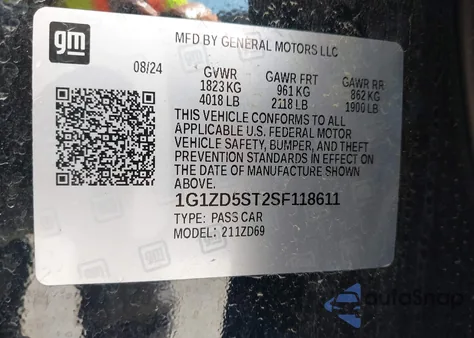 gm
MFD BY GENERAL MOTORS LLC
08/24 GVWR GAWR FRT GAWR RR
1823 KG 961 KG 862 KG
4018 LB 2118 LB 1900 LB
THIS VEHICLE CONFORMS TO ALL
APPLICABLE U.S. FEDERAL MOTOR
VEHICLE SAFETY, BUMPER, AND THEFT
PREVENTION STANDARDS IN EFFECT ON
THE DATE OF MANUFACTURE SHOWN
ABOVE.
1G1ZD5ST2SF118611
TYPE: PASS CAR
MODEL: 211ZD69
autoSnap